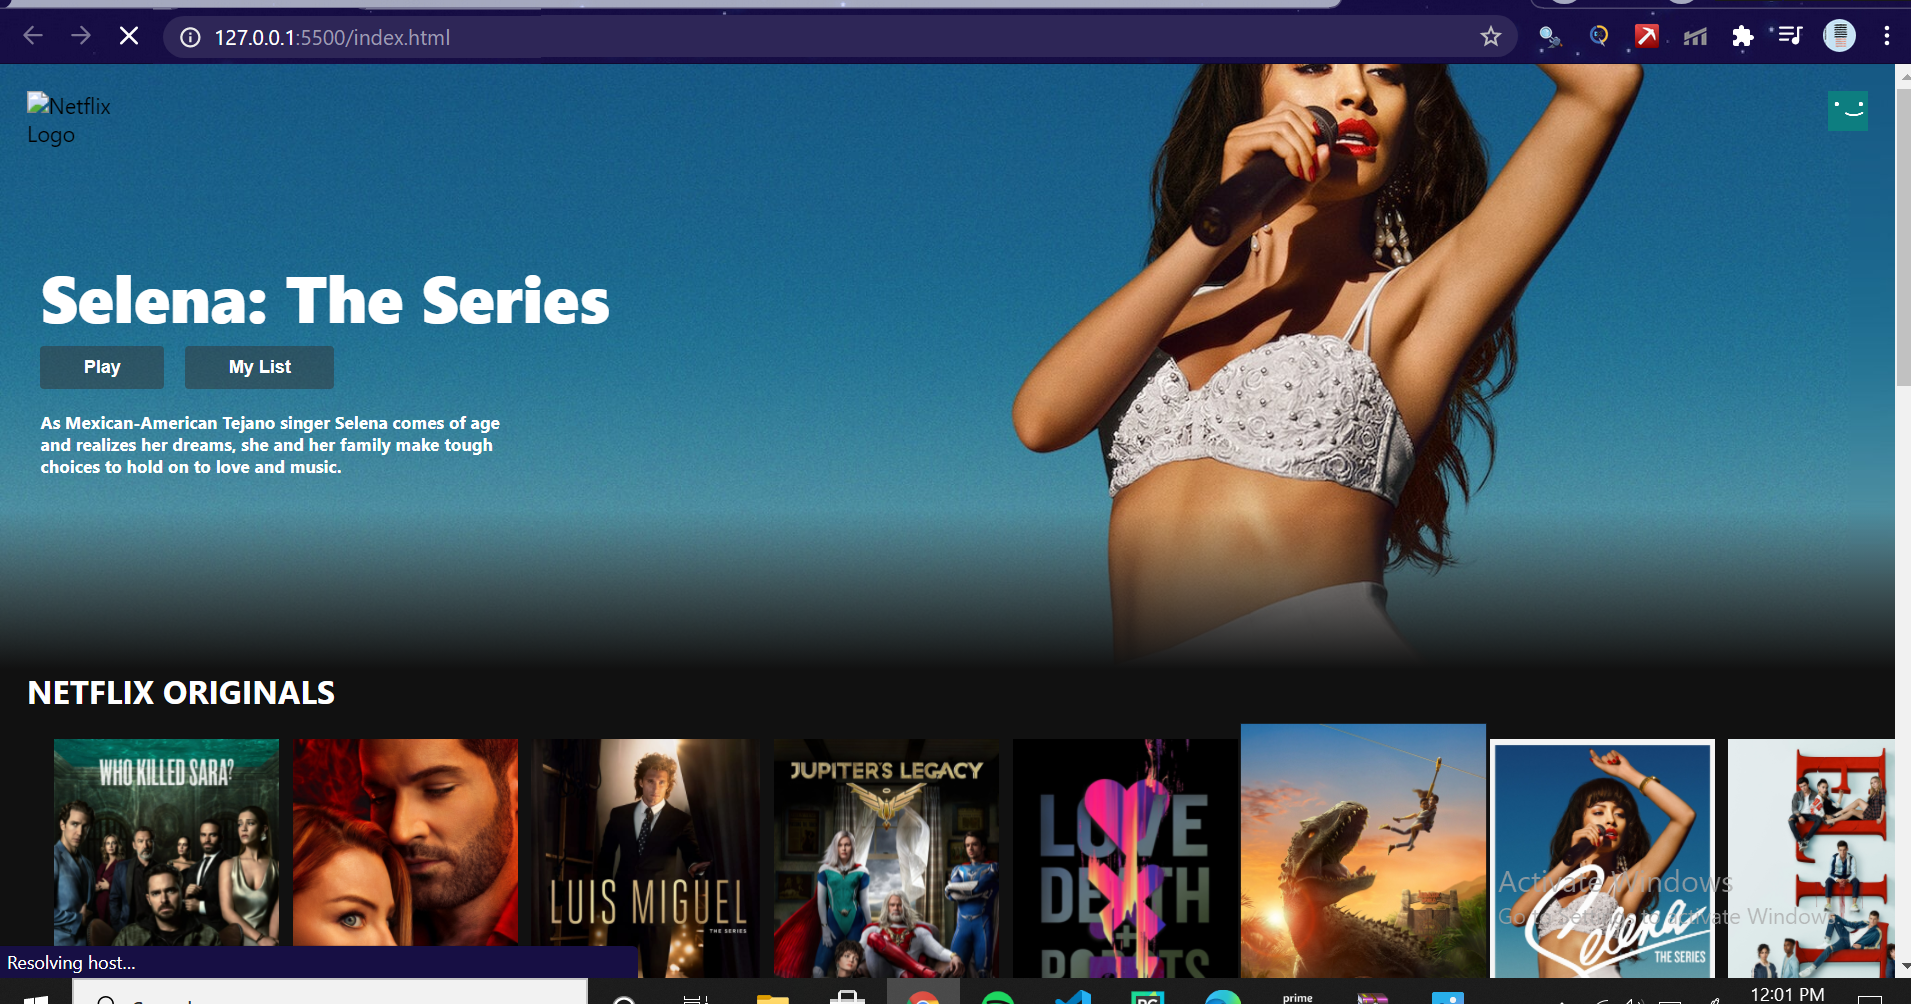 127.0.0.1:5500/index.html
Netflix
Logo
Selena: The Series
Play
My List
As Mexican-American Tejano singer Selena comes of age
and realizes her dreams, she and her family make tough
choices to hold on to love and music.
NETFLIX ORIGINALS
WHO KILLED SARA?
LUIS MIGUEL
THE SERIES
JUPITER'S LEGACY
LOVE
DEATH
+
ROBOTS
Selena
THE SERIES
Activate Windows
Go to Settings to activate Windows.
Resolving host...
prime
12:01 PM